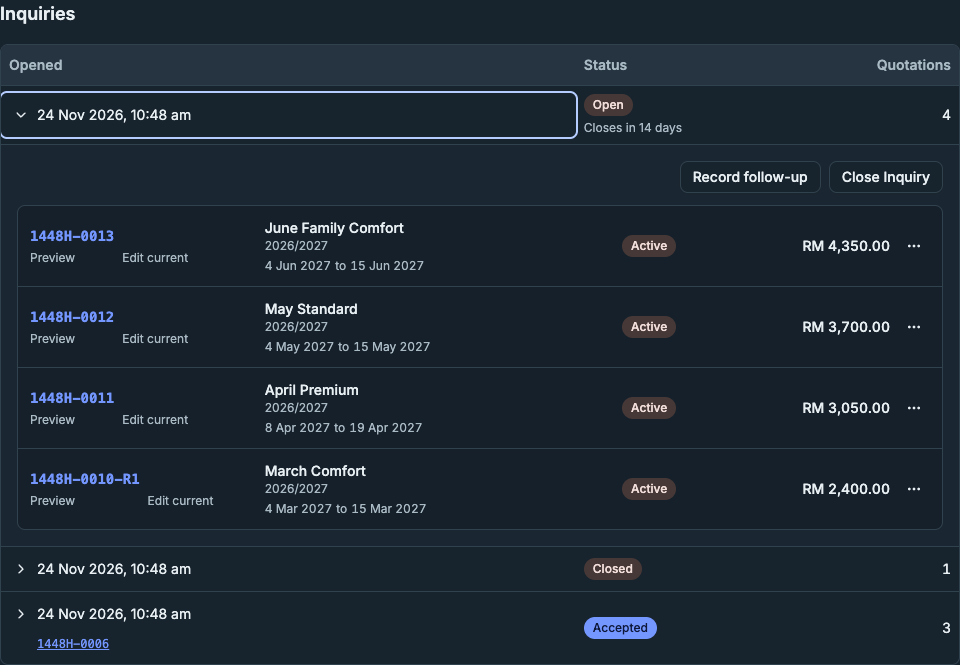 Inquiries
Opened Status Quotations
24 Nov 2026, 10:48 am Open 4
Closes in 14 days
Record follow-up Close Inquiry
1448H-0013 June Family Comfort Active RM 4,350.00 ...
2026/2027
Preview Edit current
4 Jun 2027 to 15 Jun 2027
1448H-0012 May Standard Active RM 3,700.00 ...
2026/2027
Preview Edit current
4 May 2027 to 15 May 2027
1448H-0011 April Premium Active RM 3,050.00 ...
2026/2027
Preview Edit current
8 Apr 2027 to 19 Apr 2027
1448H-0010-R1 March Comfort Active RM 2,400.00 ...
2026/2027
Preview Edit current
4 Mar 2027 to 15 Mar 2027
24 Nov 2026, 10:48 am Closed 1
24 Nov 2026, 10:48 am Accepted 3
1448H-0006